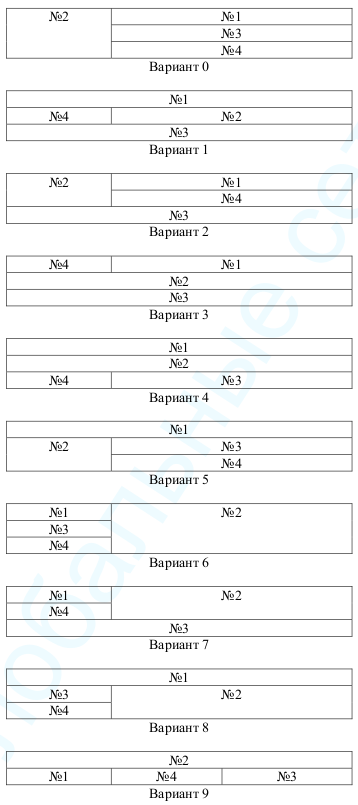 №2 №1
№3
№4
Вариант 0
№1
№4 №2
№3
Вариант 1
№2 №1
№4
№3
Вариант 2
№4 №1
№2
№3
Вариант 3
№1
№2
№4 №3
Вариант 4
№1
№2 №3
№4
Вариант 5
№1 №2
№3
№4
Вариант 6
№1 №2
№4
№3
Вариант 7
№1
№3 №2
№4
Вариант 8
№2
№1 №4 №3
Вариант 9